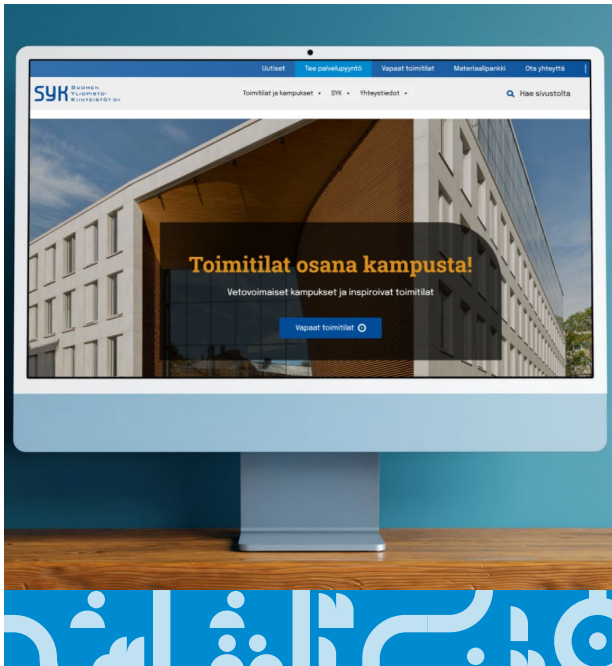 Uutiset Tee palvelupyyntö Vapaat toimitilat Materiaalipankki Ota yhteyttä
SYK SUOMEN
YLIOPISTO-
KIINTEISTÖT OY
Toimitilat ja kampukset SYK Yhteystiedot Hae sivustolta
Toimitilat osana kampusta!
Vetovoimaiset kampukset ja inspiroivat toimitilat
Vapaat toimitilat